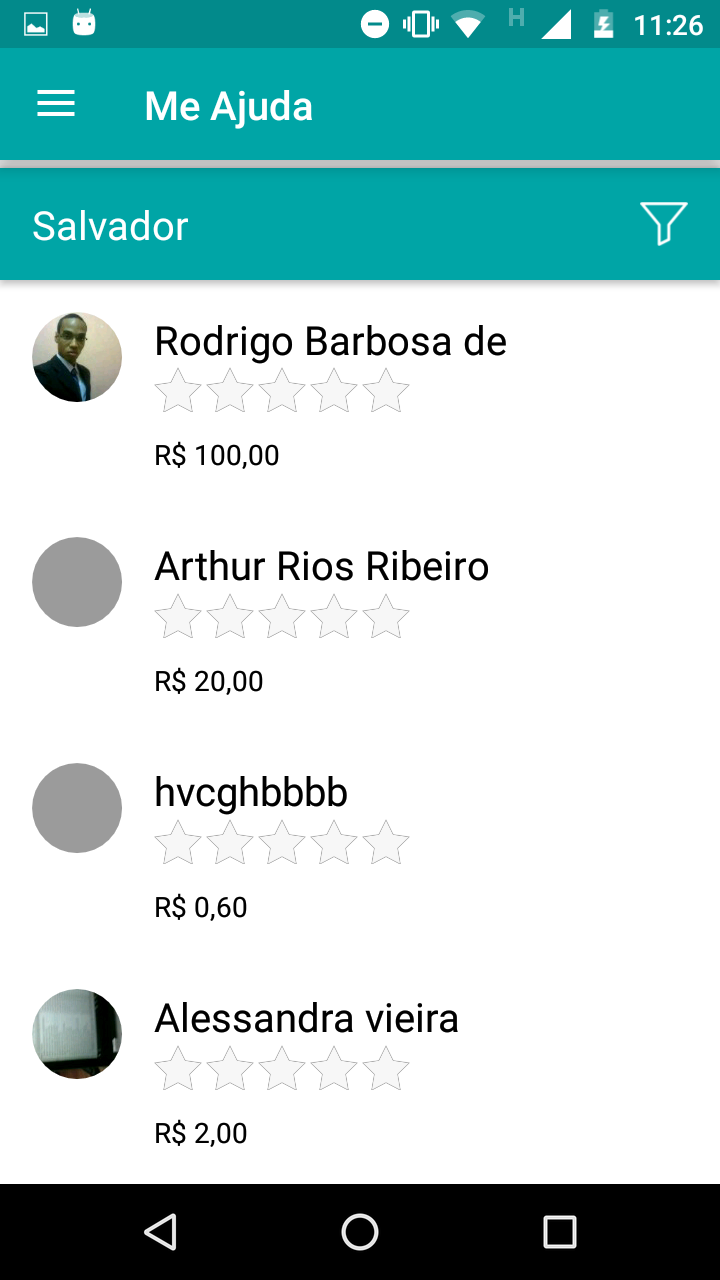 H 11:26
Me Ajuda
Salvador
Rodrigo Barbosa de
R$ 100,00
Arthur Rios Ribeiro
R$ 20,00
hvcghbbbb
R$ 0,60
Alessandra vieira
R$ 2,00